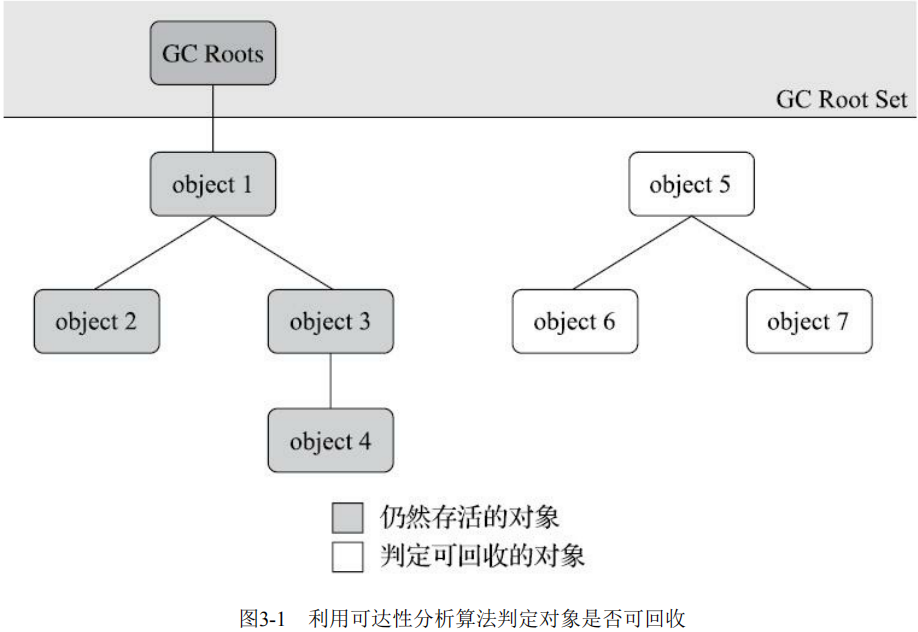 GC Roots
GC Root Set
object 1
object 5
object 2
object 3
object 6
object 7
object 4
仍然存活的对象
判定可回收的对象
图3-1 利用可达性分析算法判定对象是否可回收